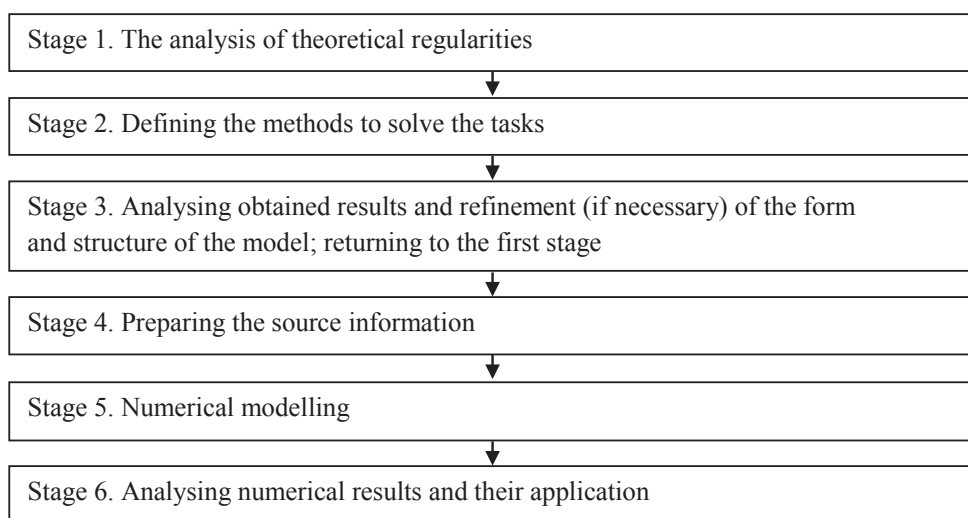 Stage 1. The analysis of theoretical regularities
Stage 2. Defining the methods to solve the tasks
Stage 3. Analysing obtained results and refinement (if necessary) of the form
and structure of the model; returning to the first stage
Stage 4. Preparing the source information
Stage 5. Numerical modelling
Stage 6. Analysing numerical results and their application